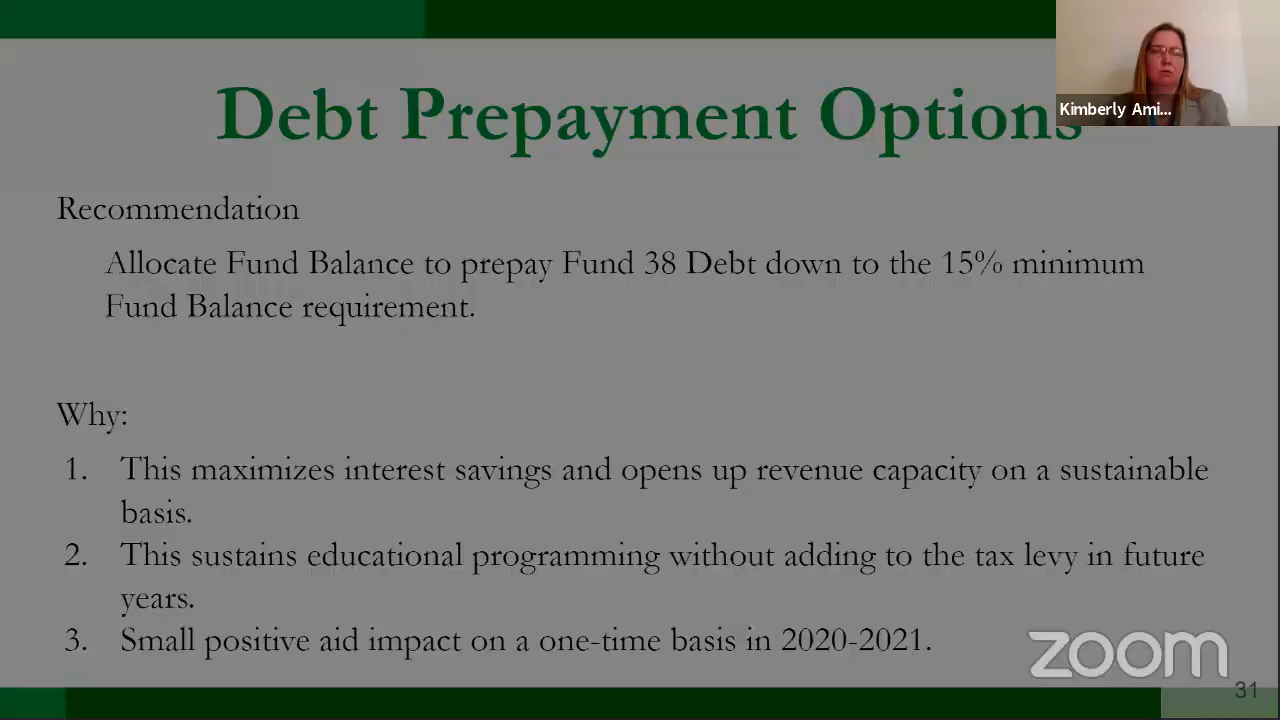 Debt Prepayment Options
Kimberly Ami...
Recommendation
Allocate Fund Balance to prepay Fund 38 Debt down to the 15% minimum
Fund Balance requirement.
Why:
1. This maximizes interest savings and opens up revenue capacity on a sustainable
basis.
2. This sustains educational programming without adding to the tax levy in future
years.
3. Small positive aid impact on a one-time basis in 2020-2021.
zoom
31